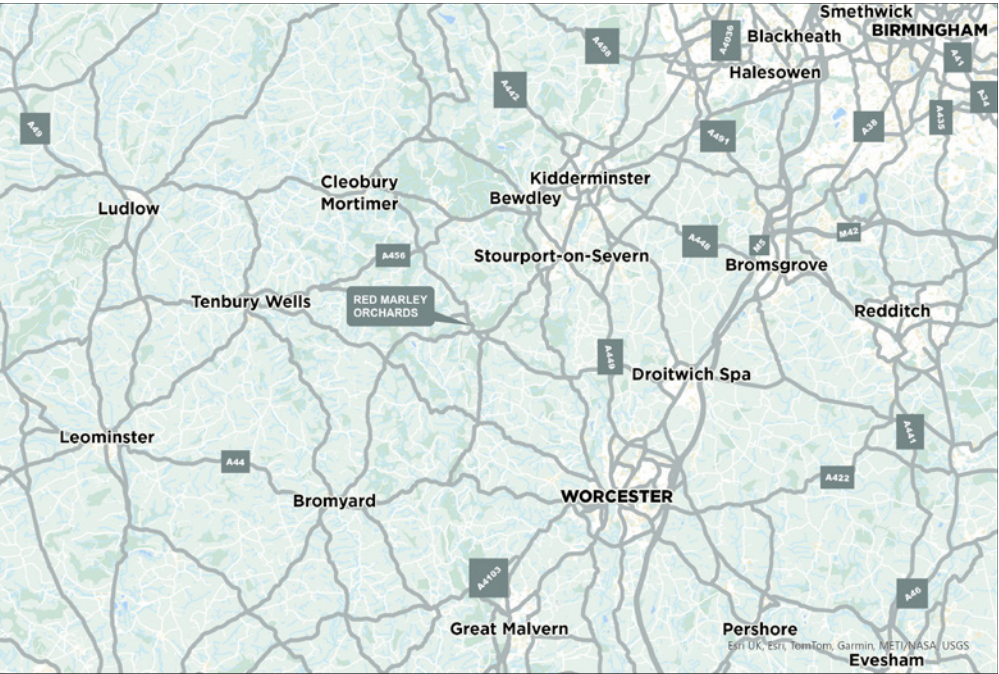 Smethwick
BIRMINGHAM
A458
A4036
Blackheath
A41
Halesowen
A442
A34
A49
A491
A38
A435
Cleobury
Mortimer
Kidderminster
Bewdley
Ludlow
A448
M5
M42
A456
Stourport-on-Severn
Bromsgrove
Tenbury Wells
RED MARLEY
ORCHARDS
Redditch
A449
Droitwich Spa
Leominster
A441
A44
A422
Bromyard
WORCESTER
A4103
A46
Great Malvern
Pershore
Esri UK, Esri, TomTom, Garmin, METI/NASA, USGS
Evesham